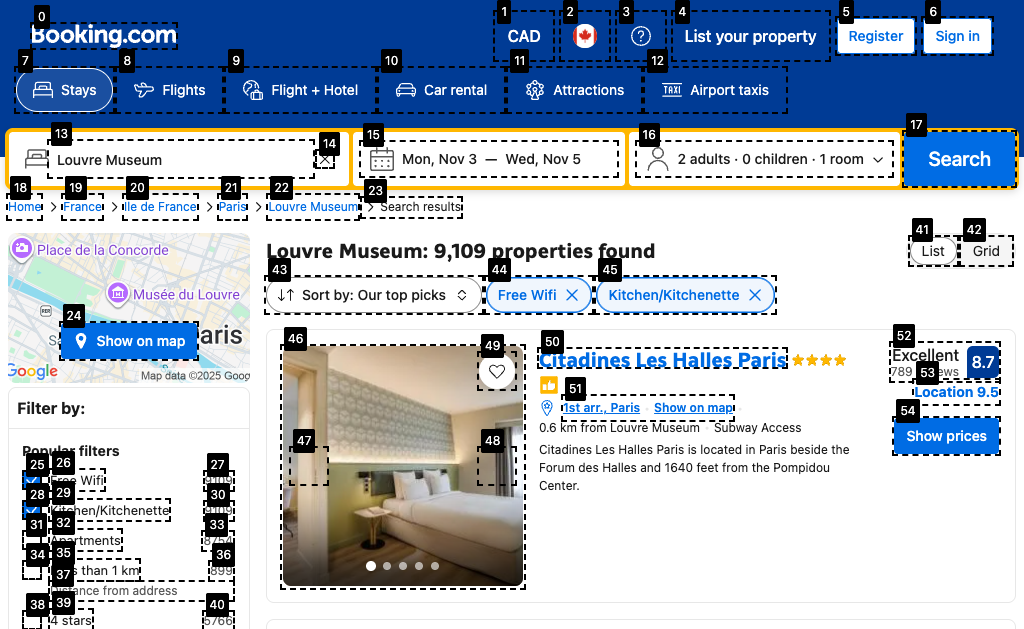 0
Booking.com
1
CAD
2
3
4
List your property
5
Register
6
Sign in
7
Stays
8
Flights
9
Flight + Hotel
10
Car rental
11
Attractions
12
Airport taxis
TAXI
13
Louvre Museum
14
15
Mon, Nov 3 — Wed, Nov 5
16
2 adults · 0 children · 1 room
17
Search
18
Home
19
France
20
Ile de France
21
Paris
22
Louvre Museum
23
Search results
Place de la Concorde
Musée du Louvre
RER
24
Show on map
aris
Google
Map data ©2025 Goog
Filter by:
Popular filters
25
26
Free Wifi
27
9109
28
29
Kitchen/Kitchenette
30
9109
31
32
Apartments
33
8754
34
35
s than 1 km
36
899
37
Distance from address
38
39
4 stars
40
5766
Louvre Museum: 9,109 properties found
41
List
42
Grid
43
Sort by: Our top picks
44
Free Wifi
45
Kitchen/Kitchenette
46
47
48
49
50
Citadines Les Halles Paris
51
1st arr., Paris
Show on map
0.6 km from Louvre Museum · Subway Access
Citadines Les Halles Paris is located in Paris beside the
Forum des Halles and 1640 feet from the Pompidou
Center.
52
Excellent
789
8.7
53
Location 9.5
54
Show prices